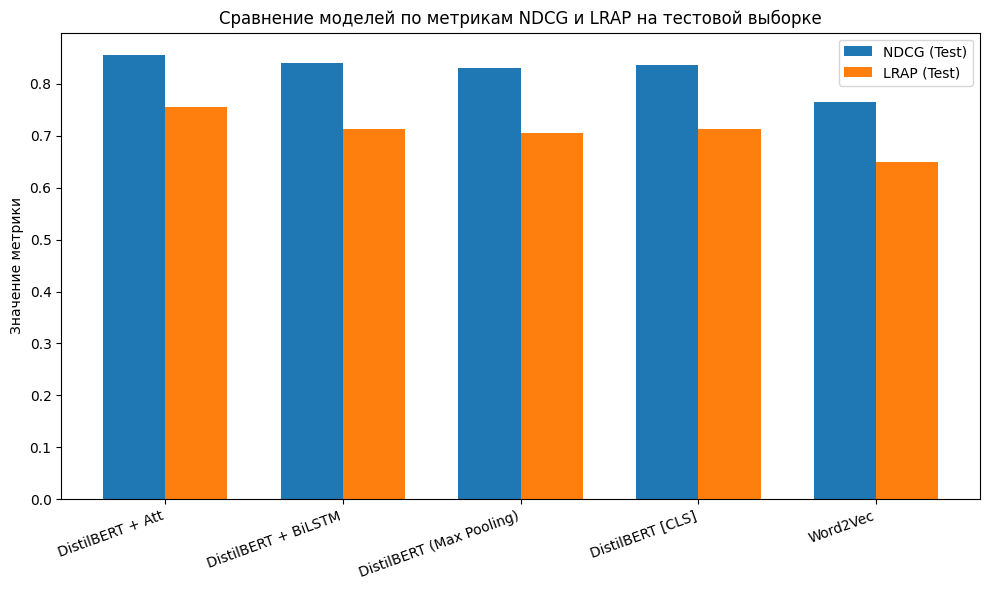 Сравнение моделей по метрикам NDCG и LRAP на тестовой выборке
NDCG (Test)
LRAP (Test)
Значение метрики
0.8
0.7
0.6
0.5
0.4
0.3
0.2
0.1
0.0
DistilBERT + Att
DistilBERT + BiLSTM
DistilBERT (Max Pooling)
DistilBERT [CLS]
Word2Vec